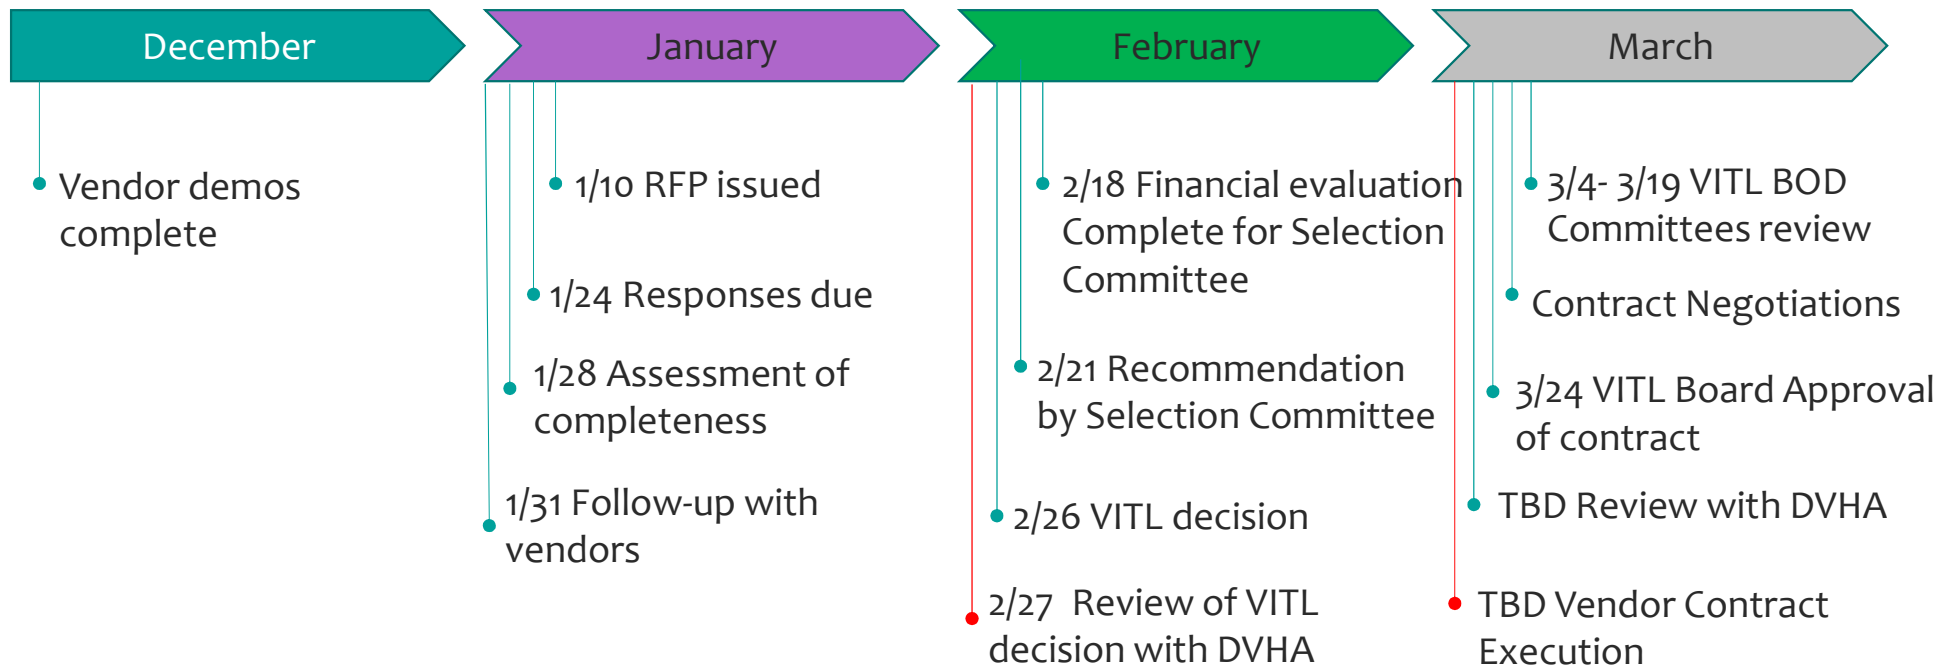 December
January
February
March
Vendor demos
complete
1/10 RFP issued
1/24 Responses due
1/28 Assessment of
completeness
1/31 Follow-up with
vendors
2/18 Financial evaluation
Complete for Selection
Committee
2/21 Recommendation
by Selection Committee
2/26 VITL decision
2/27 Review of VITL
decision with DVHA
3/4- 3/19 VITL BOD
Committees review
Contract Negotiations
3/24 VITL Board Approval
of contract
TBD Review with DVHA
TBD Vendor Contract
Execution